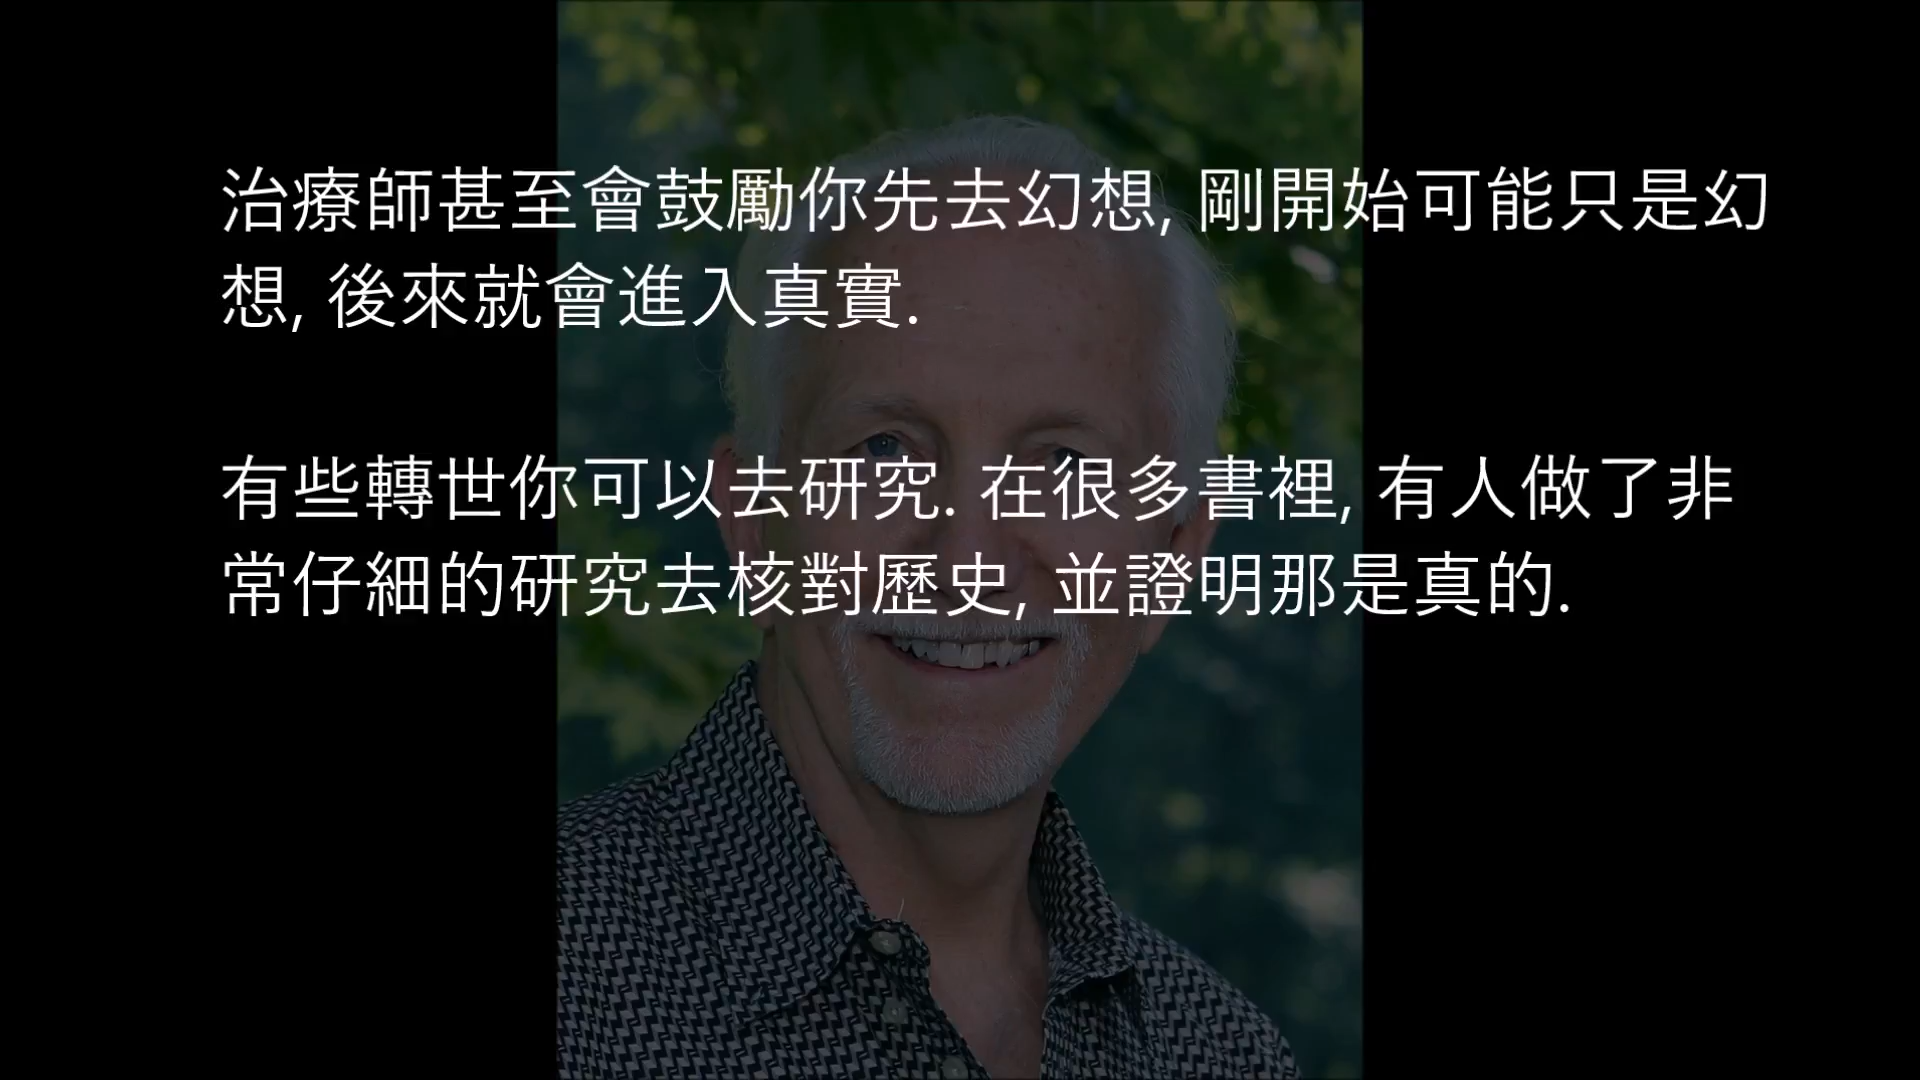 治療師甚至會鼓勵你先去幻想, 剛開始可能只是幻
想, 後來就會進入真實.
有些轉世你可以去研究. 在很多書裡, 有人做了非
常仔細的研究去核對歷史, 並證明那是真的.